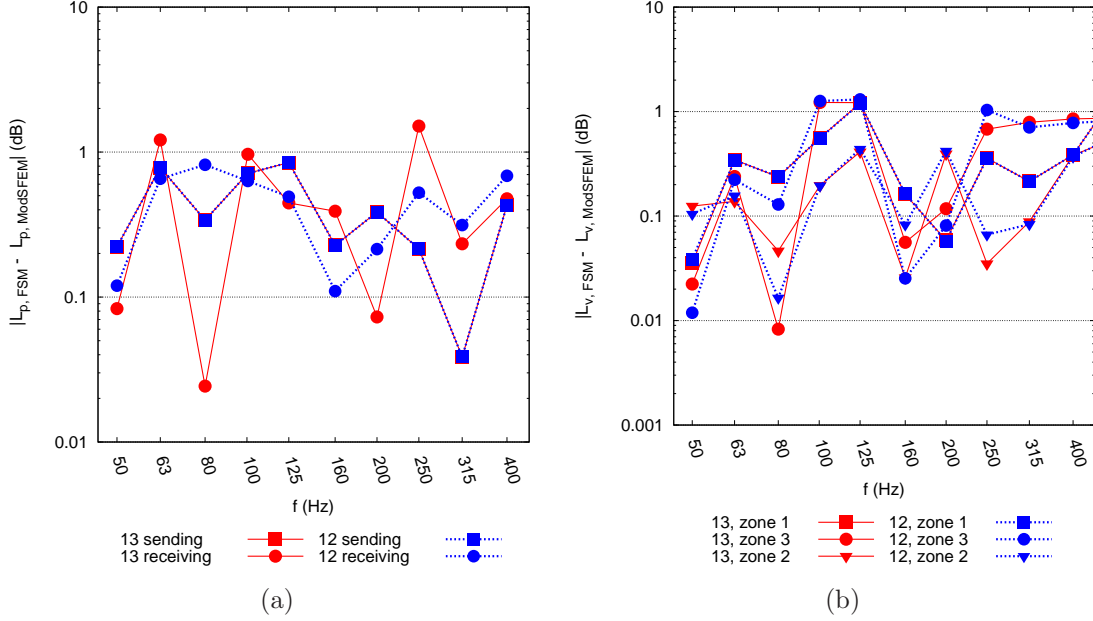 10
1
0.1
0.01
|L_p, FSM - L_p, ModSFEM| (dB)
50 63 80 100 125 160 200 250 315 400
f (Hz)
13 sending 12 sending
13 receiving 12 receiving
(a)
10
1
0.1
0.01
0.001
|L_v, FSM - L_v, ModSFEM| (dB)
50 63 80 100 125 160 200 250 315 400
f (Hz)
13, zone 1 12, zone 1
13, zone 3 12, zone 3
13, zone 2 12, zone 2
(b)